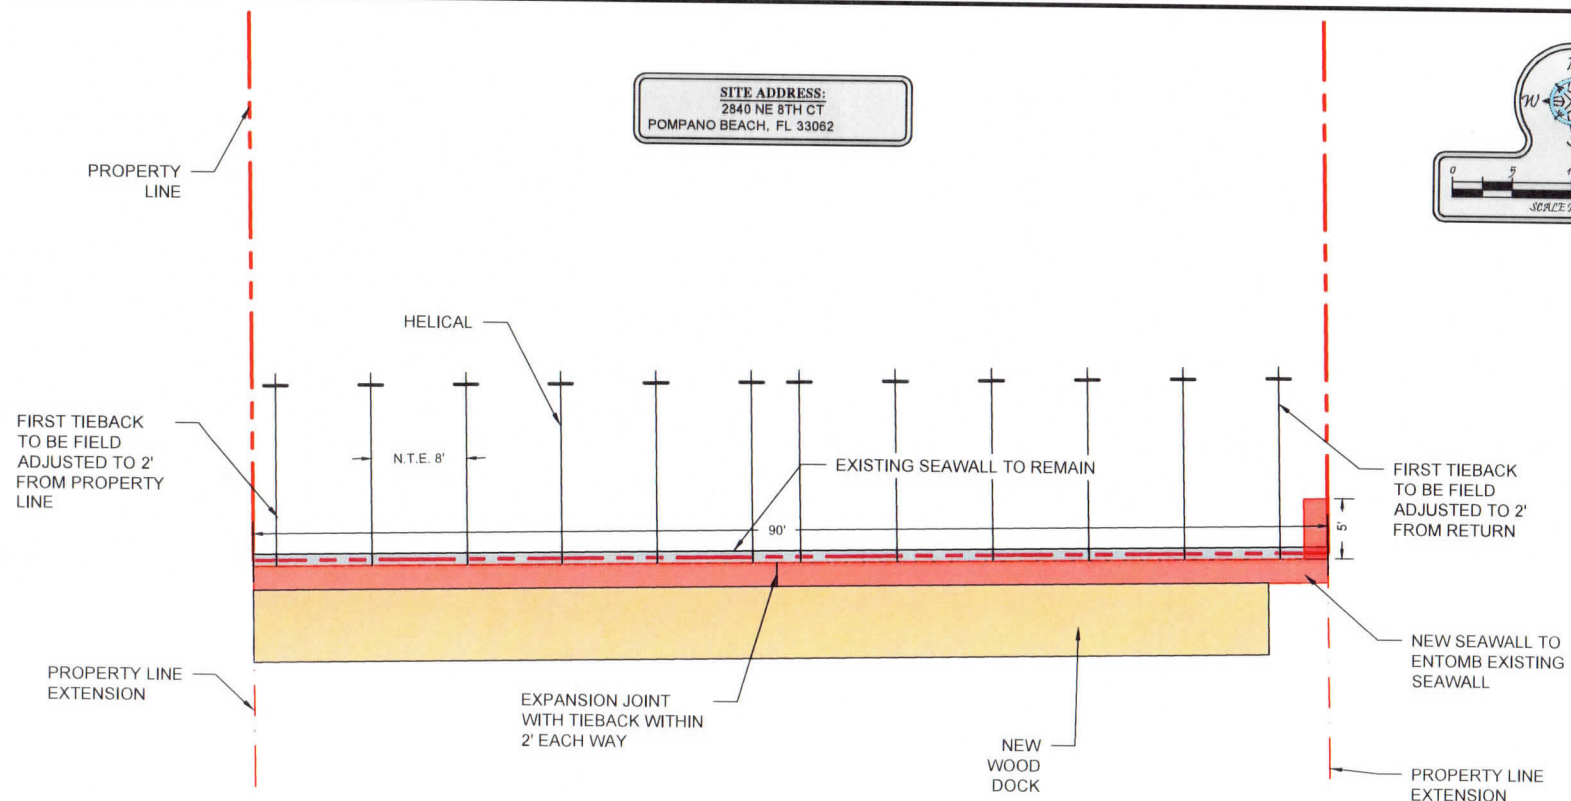 SITE ADDRESS:
2840 NE 8TH CT
POMPANO BEACH, FL 33062
W
0 5
PROPERTY
LINE
HELICAL
FIRST TIEBACK
TO BE FIELD
ADJUSTED TO 2'
FROM PROPERTY
LINE
N.T.E. 8'
EXISTING SEAWALL TO REMAIN
90'
5'
FIRST TIEBACK
TO BE FIELD
ADJUSTED TO 2'
FROM RETURN
PROPERTY LINE
EXTENSION
EXPANSION JOINT
WITH TIEBACK WITHIN
2' EACH WAY
NEW
WOOD
DOCK
NEW SEAWALL TO
ENTOMB EXISTING
SEAWALL
PROPERTY LINE
EXTENSION